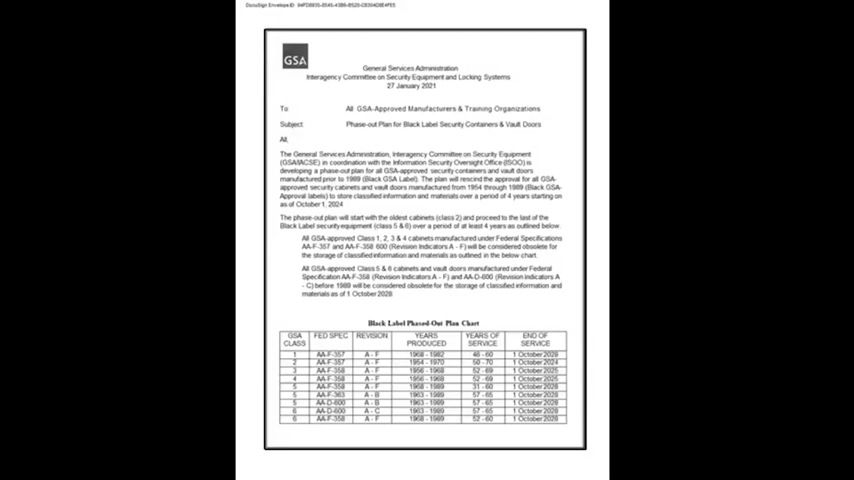 DocuSign Envelope ID:
GSA
General Services Administration
Interagency Committee on Security Equipment and Locking Systems
27 January 2021
To All GSA-Approved Manufacturers & Training Organizations
Subject Phase-out Plan for Black Label Security Containers & Vault Doors
All,
The General Services Administration, Interagency Committee on Security Equipment
(GSA/IACSE) in coordination with the Information Security Oversight Office (ISOO) is
developing a phase-out plan for all GSA-approved security containers and vault doors
manufactured prior to 1989 (Black GSA Label). The plan will rescind the approval for all GSA-
approved security cabinets and vault doors manufactured from 1954 through 1989 (Black GSA-
Approval labels) to store classified information and materials over a period of 4 years starting on
as of October 1, 2024
The phase-out plan will start with the oldest cabinets (class 2) and proceed to the last of the
Black Label security equipment (class 5 & 6) over a period of at least 4 years as outlined below.
All GSA-approved Class 1, 2, 3 & 4 cabinets manufactured under Federal Specifications
AA-F-357 and AA-F-358 600 (Revision Indicators A - F) will be considered obsolete for
the storage of classified information and materials as outlined in the below chart.
All GSA-approved Class 5 & 6 cabinets and vault doors manufactured under Federal
Specification AA-F-358 (Revision Indicators A - F) and AA-D-600 (Revision Indicators A
- C) before 1989 will be considered obsolete for the storage of classified information and
materials as of 1 October 2028
Black Label Phased-Out Plan Chart
GSA CLASS FED SPEC REVISION YEARS PRODUCED YEARS OF SERVICE END OF SERVICE
1 AA-F-357 A - F 1968 - 1982 46 - 60 1 October 2028
2 AA-F-357 A - F 1954 - 1970 50 - 70 1 October 2024
3 AA-F-358 A - F 1956 - 1968 52 - 69 1 October 2025
4 AA-F-358 A - F 1956 - 1968 52 - 69 1 October 2025
5 AA-F-358 A - F 1968 - 1989 31 - 60 1 October 2028
5 AA-F-363 A - B 1963 - 1989 57 - 65 1 October 2028
5 AA-D-600 A - B 1963 - 1989 57 - 65 1 October 2028
6 AA-D-600 A - C 1963 - 1989 57 - 65 1 October 2028
6 AA-F-358 A - F 1968 - 1989 52 - 60 1 October 2028